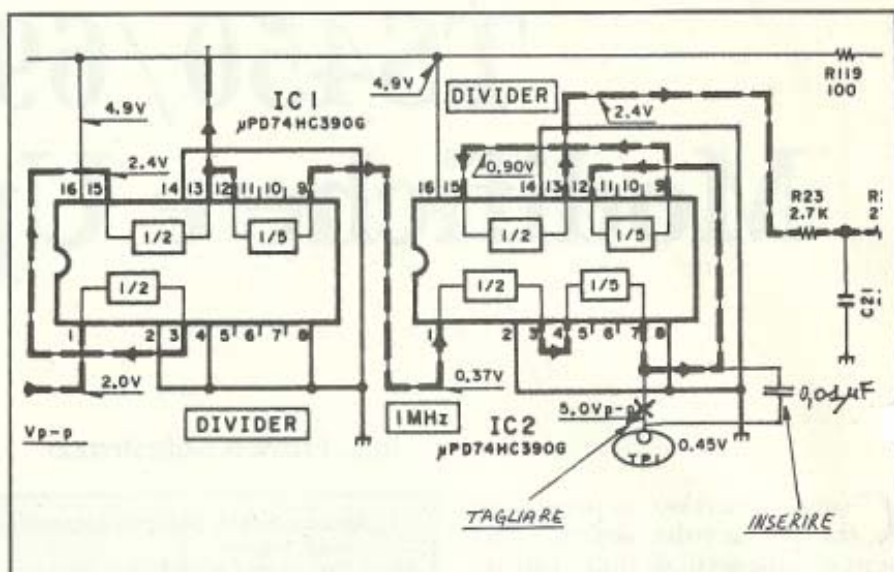 R119
100
4.9V
IC1
DIVIDER
4.9V
µPD74HC390G
2.4V
2.4V
0.90V
16 15 14 13 12 11 10 9
16 15 14 13 12 11 10 9
R23
2.7K
1/2 1/5
1/2 1/5
1/2
1/2 1/5
C21
1 2 3 4 5 6 7 8
1 2 3 4 5 6 7 8
2.0V
0.37V
0,01µF
Vp-p
DIVIDER
1MHz
IC2
5.0Vp-p
µPD74HC390G
0.45V
TP1
TAGLIARE
INSERIRE